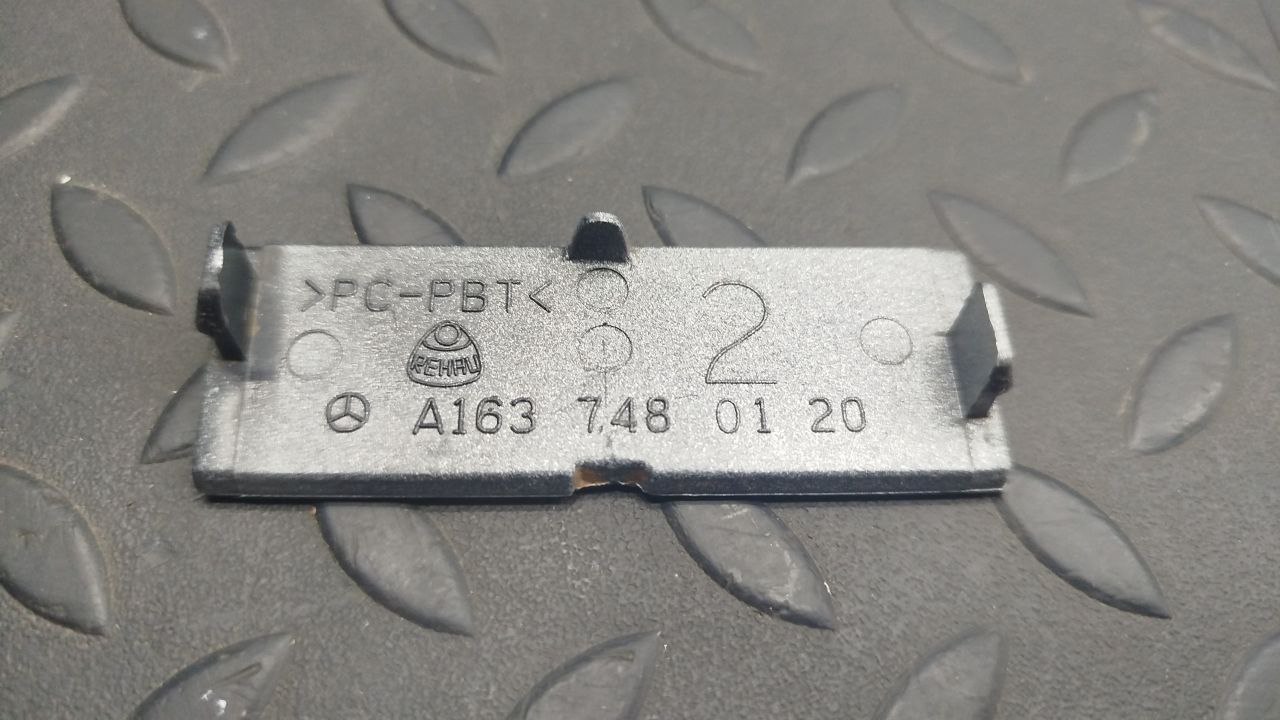 >PC-PBT<
2
REHAU
A163 748 01 20